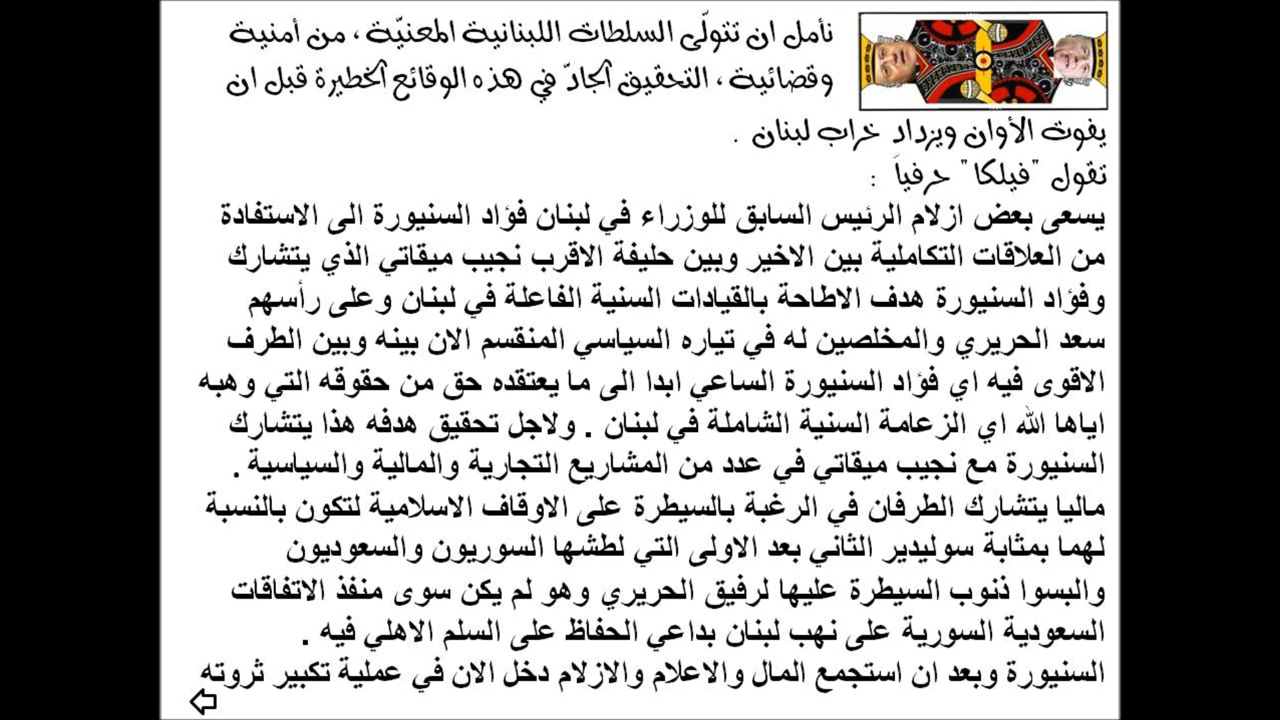 نأمل ان تتولّى السلطات اللبنانية المعنيّة ، من أمنية
وقضائية ، التحقيق الجادّ في هذه الوقائع الخطيرة قبل ان
يفوت الأوان ويزداد خراب لبنان .
تقول "فيلكا" حرفياً :
يسعى بعض ازلام الرئيس السابق للوزراء في لبنان فؤاد السنيورة الى الاستفادة
من العلاقات التكاملية بين الاخير وبين حليفة الاقرب نجيب ميقاتي الذي يتشارك
وفؤاد السنيورة هدف الاطاحة بالقيادات السنية الفاعلة في لبنان وعلى رأسهم
سعد الحريري والمخلصين له في تياره السياسي المنقسم الان بينه وبين الطرف
الاقوى فيه اي فؤاد السنيورة الساعي ابدا الى ما يعتقده حق من حقوقه التي وهبه
اياها الله اي الزعامة السنية الشاملة في لبنان . ولاجل تحقيق هدفه هذا يتشارك
السنيورة مع نجيب ميقاتي في عدد من المشاريع التجارية والمالية والسياسية .
ماليا يتشارك الطرفان في الرغبة بالسيطرة على الاوقاف الاسلامية لتكون بالنسبة
لهما بمثابة سوليدير الثاني بعد الاولى التي لطشها السوريون والسعوديون
والبسوا ذنوب السيطرة عليها لرفيق الحريري وهو لم يكن سوى منفذ الاتفاقات
السعودية السورية على نهب لبنان بداعي الحفاظ على السلم الاهلي فيه .
السنيورة وبعد ان استجمع المال والاعلام والازلام دخل الان في عملية تكبير ثروته